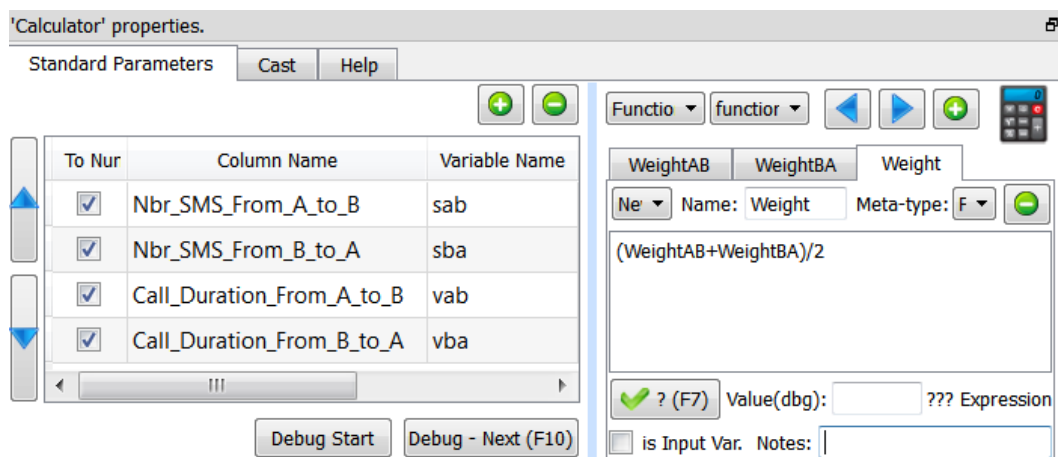 'Calculator' properties.
Standard Parameters Cast Help
To Nur Column Name Variable Name
Nbr_SMS_From_A_to_B sab
Nbr_SMS_From_B_to_A sba
Call_Duration_From_A_to_B vab
Call_Duration_From_B_to_A vba
Debug Start Debug - Next (F10)
Functio functior
WeightAB WeightBA Weight
Ne Name: Weight Meta-type: F
(WeightAB+WeightBA)/2
? (F7) Value(dbg): ??? Expression
is Input Var. Notes: